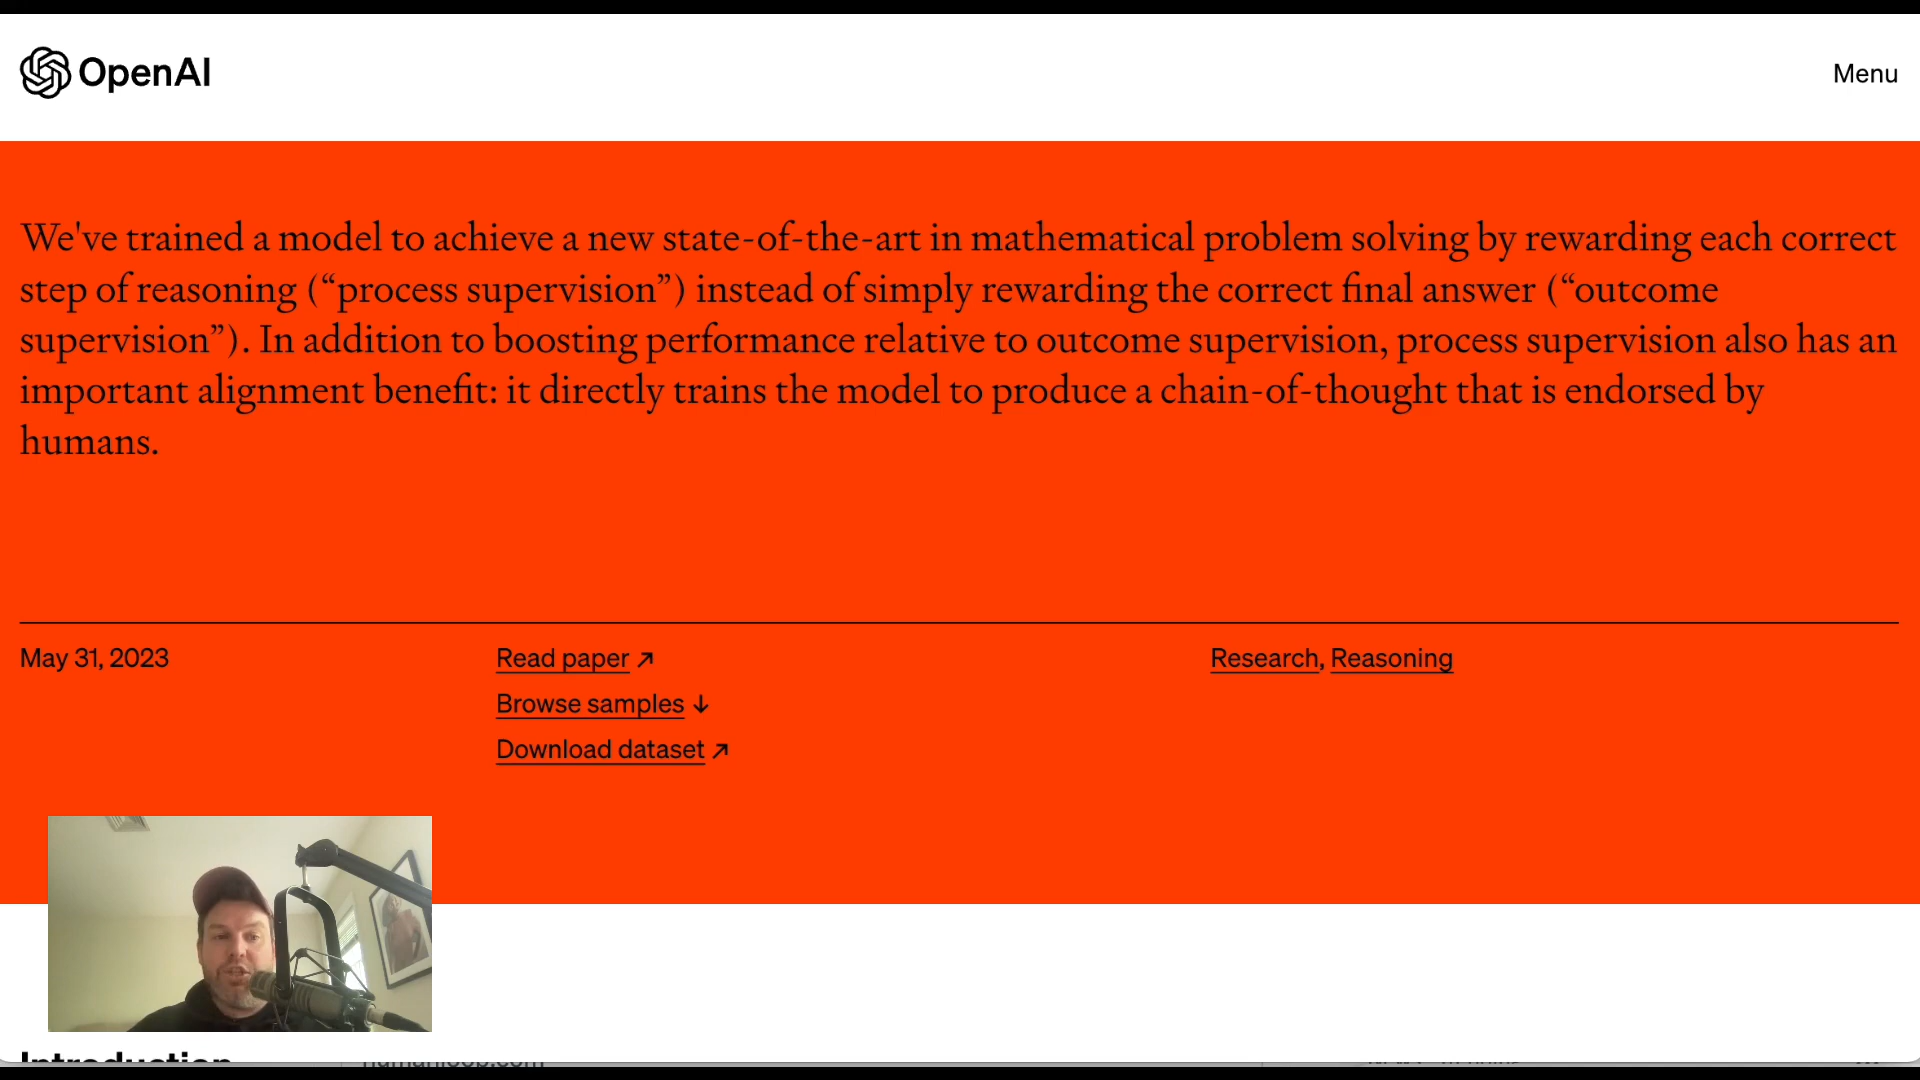 OpenAI
Menu
We've trained a model to achieve a new state-of-the-art in mathematical problem solving by rewarding each correct
step of reasoning (“process supervision”) instead of simply rewarding the correct final answer (“outcome
supervision”). In addition to boosting performance relative to outcome supervision, process supervision also has an
important alignment benefit: it directly trains the model to produce a chain-of-thought that is endorsed by
humans.
May 31, 2023
Read paper ↗
Research, Reasoning
Browse samples ↓
Download dataset ↗
Introduction
humanloop.com